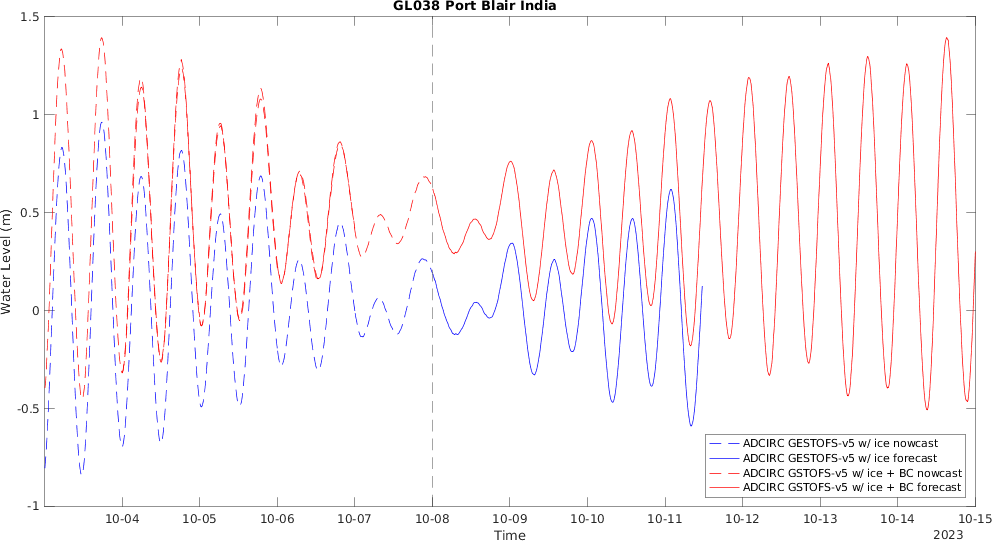 GL038 Port Blair India
1.5
1
0.5
0
-0.5
-1
Water Level (m)
ADCIRC GESTOFS-v5 w/ ice nowcast
ADCIRC GESTOFS-v5 w/ ice forecast
ADCIRC GSTOFS-v5 w/ ice + BC nowcast
ADCIRC GSTOFS-v5 w/ ice + BC forecast
10-04 10-05 10-06 10-07 10-08 10-09 10-10 10-11 10-12 10-13 10-14 10-15
Time
2023